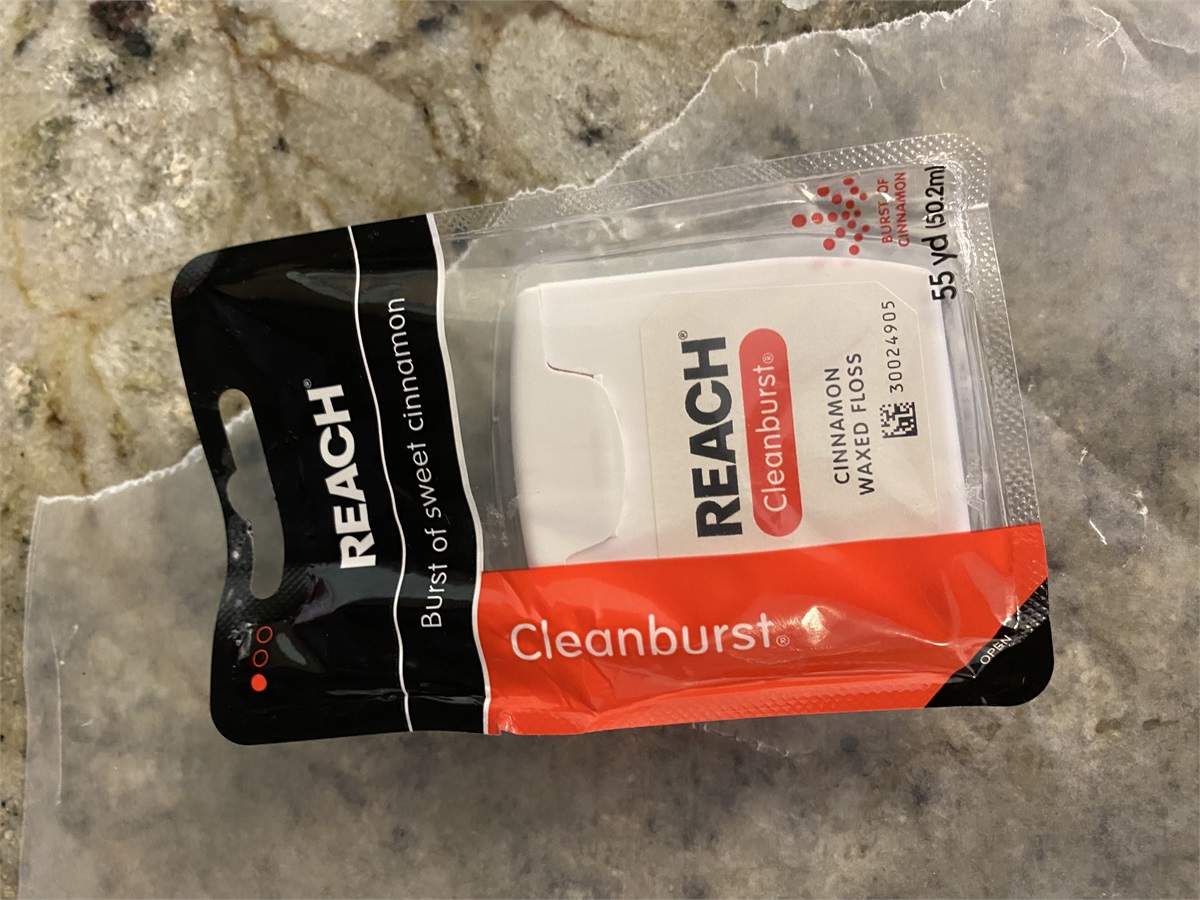 REACH®
Burst of sweet cinnamon
REACH®
Cleanburst®
CINNAMON
WAXED FLOSS
30024905
BURST OF
CINNAMON
55 yd (50.2m)
Cleanburst®
OPEN